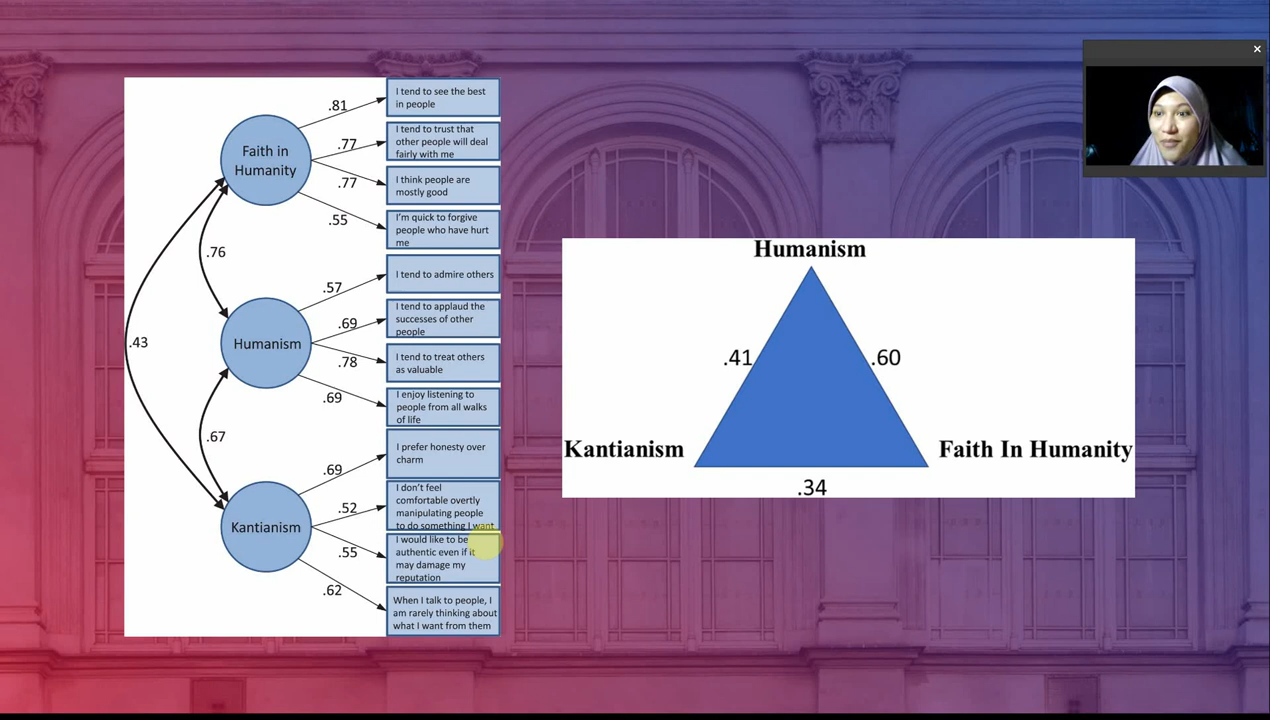 Faith in
Humanity
.81
.77
.77
.55
I tend to see the best
in people
I tend to trust that
other people will deal
fairly with me
I think people are
mostly good
I'm quick to forgive
people who have hurt
me
.76
.43
Humanism
.57
.69
.78
.69
I tend to admire others
I tend to applaud the
successes of other
people
I tend to treat others
as valuable
I enjoy listening to
people from all walks
of life
.67
Kantianism
.69
.52
.55
.62
I prefer honesty over
charm
I don't feel
comfortable overtly
manipulating people
to do something I want
I would like to be
authentic even if it
may damage my
reputation
When I talk to people, I
am rarely thinking about
what I want from them
Humanism
.41
.60
Kantianism
Faith In Humanity
.34